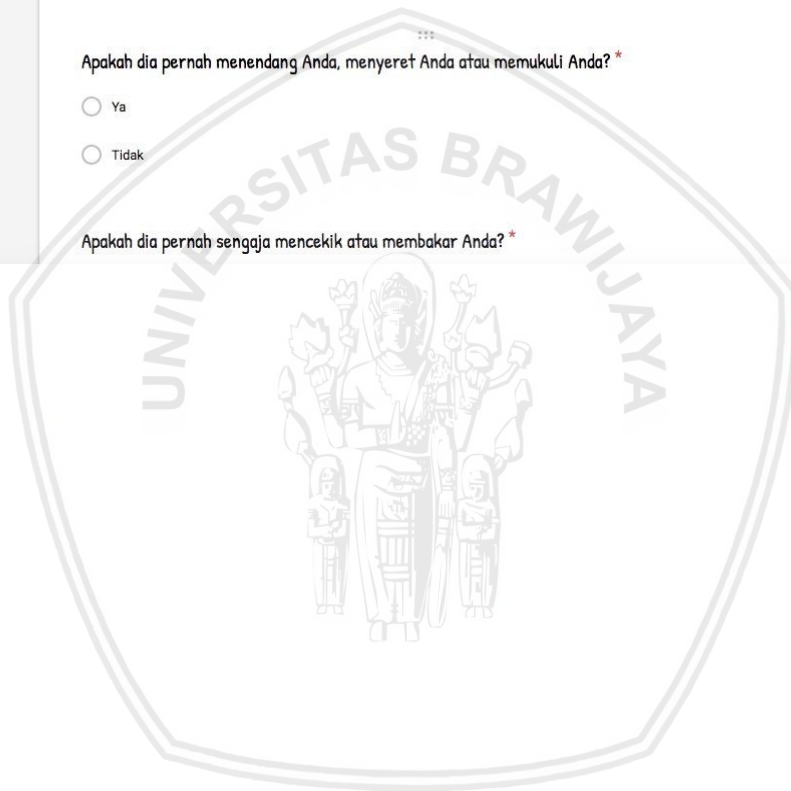 Apakah dia pernah menendang Anda, menyeret Anda atau memukuli Anda? *
Ya
Tidak
Apakah dia pernah sengaja mencekik atau membakar Anda? *
UNIVERSITAS BRAWIJAYA